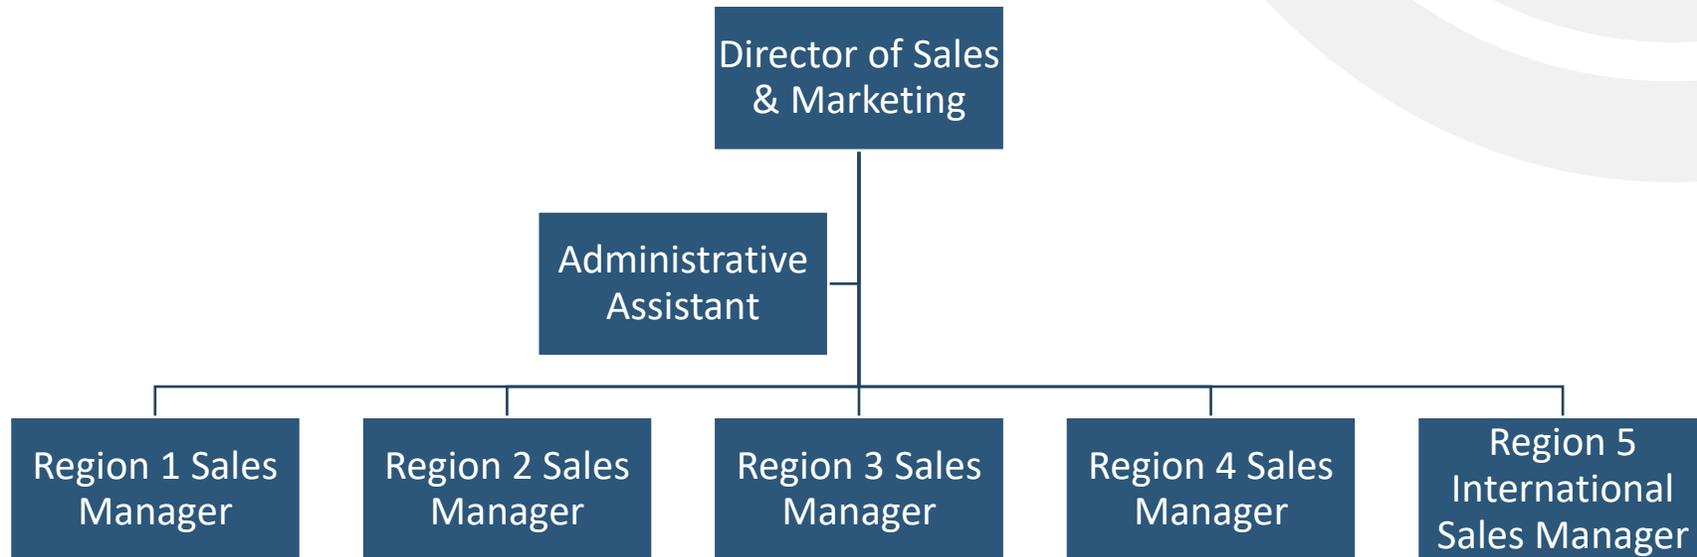 Director of Sales
& Marketing
Administrative
Assistant
Region 1 Sales
Manager
Region 2 Sales
Manager
Region 3 Sales
Manager
Region 4 Sales
Manager
Region 5
International
Sales Manager